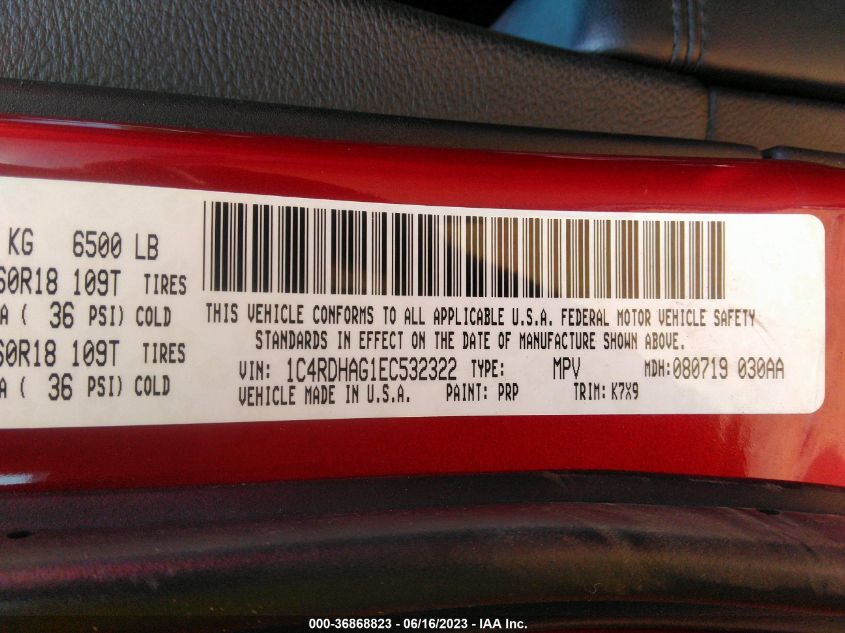 KG 6500 LB
60R18 109T TIRES
A ( 36 PSI) COLD
60R18 109T TIRES
A ( 36 PSI) COLD
THIS VEHICLE CONFORMS TO ALL APPLICABLE U.S.A. FEDERAL MOTOR VEHICLE SAFETY
STANDARDS IN EFFECT ON THE DATE OF MANUFACTURE SHOWN ABOVE.
VIN: 1C4RDHAG1EC532322 TYPE: MPV MDH: 080719 030AA
VEHICLE MADE IN U.S.A. PAINT: PRP TRIM: K7X9
000-36868823 - 06/16/2023 - IAA Inc.